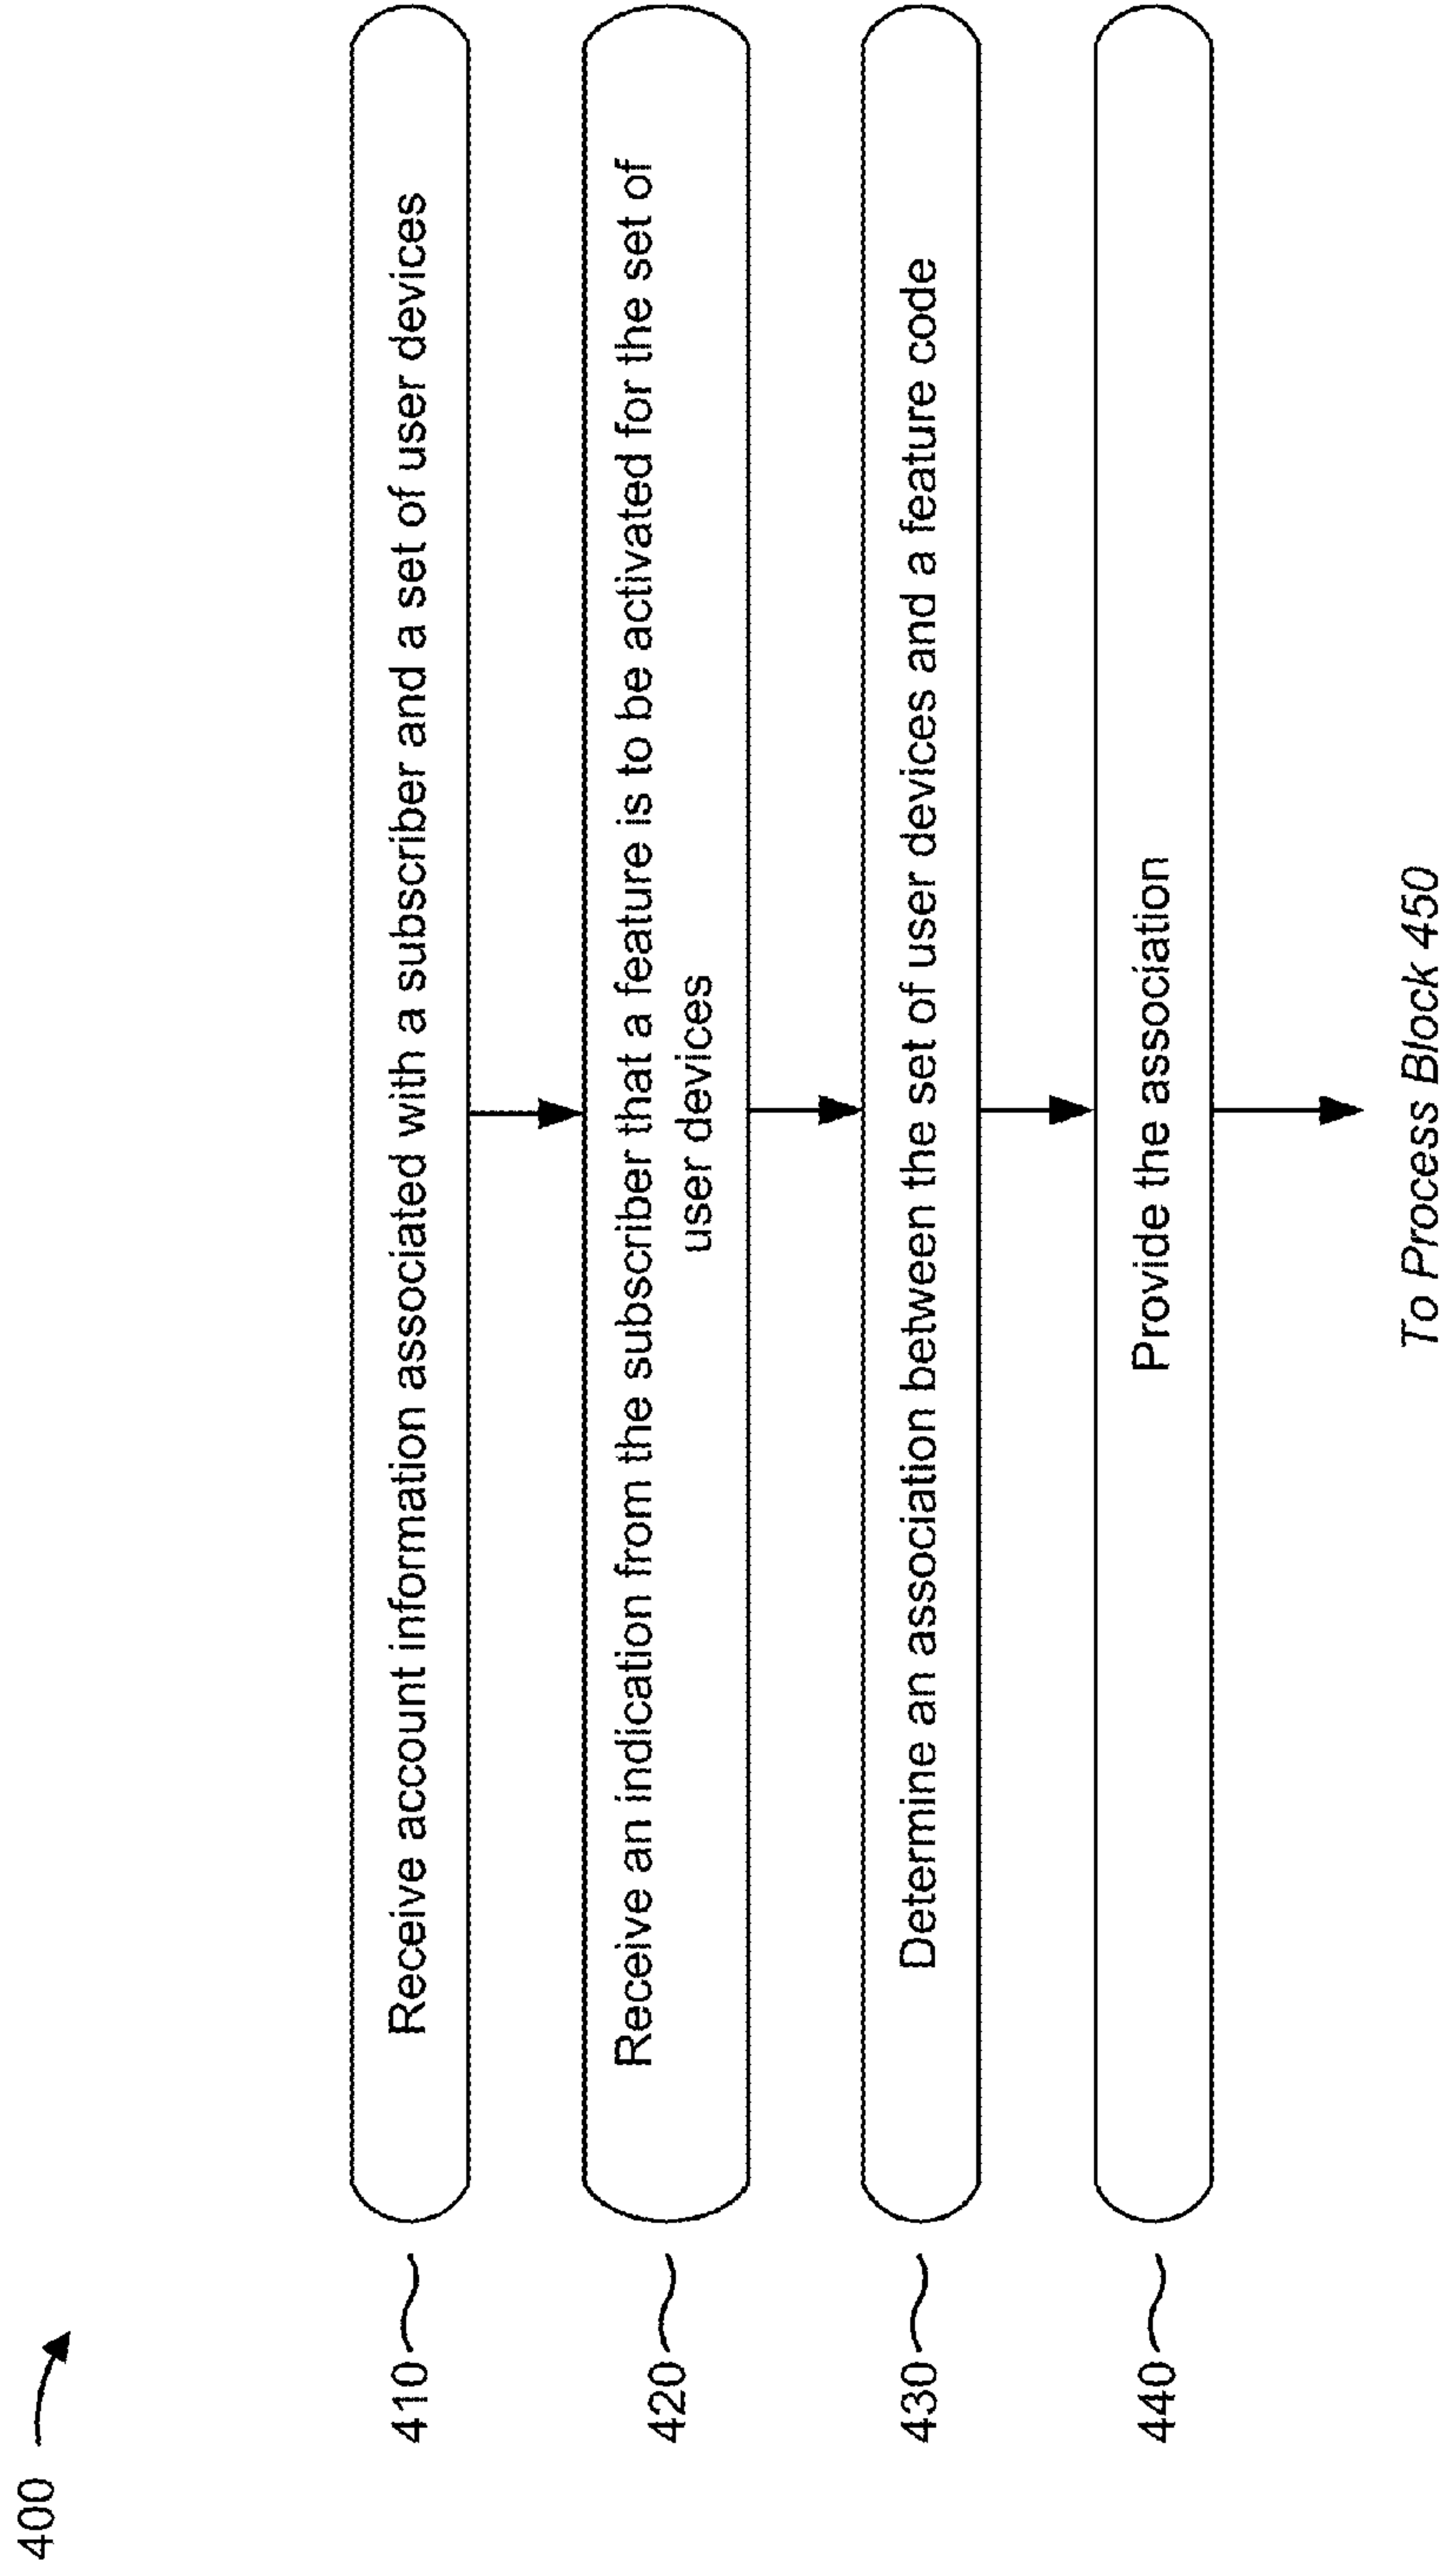 400
410
Receive account information associated with a subscriber and a set of user devices
420
Receive an indication from the subscriber that a feature is to be activated for the set of
user devices
430
Determine an association between the set of user devices and a feature code
440
Provide the association
To Process Block 450